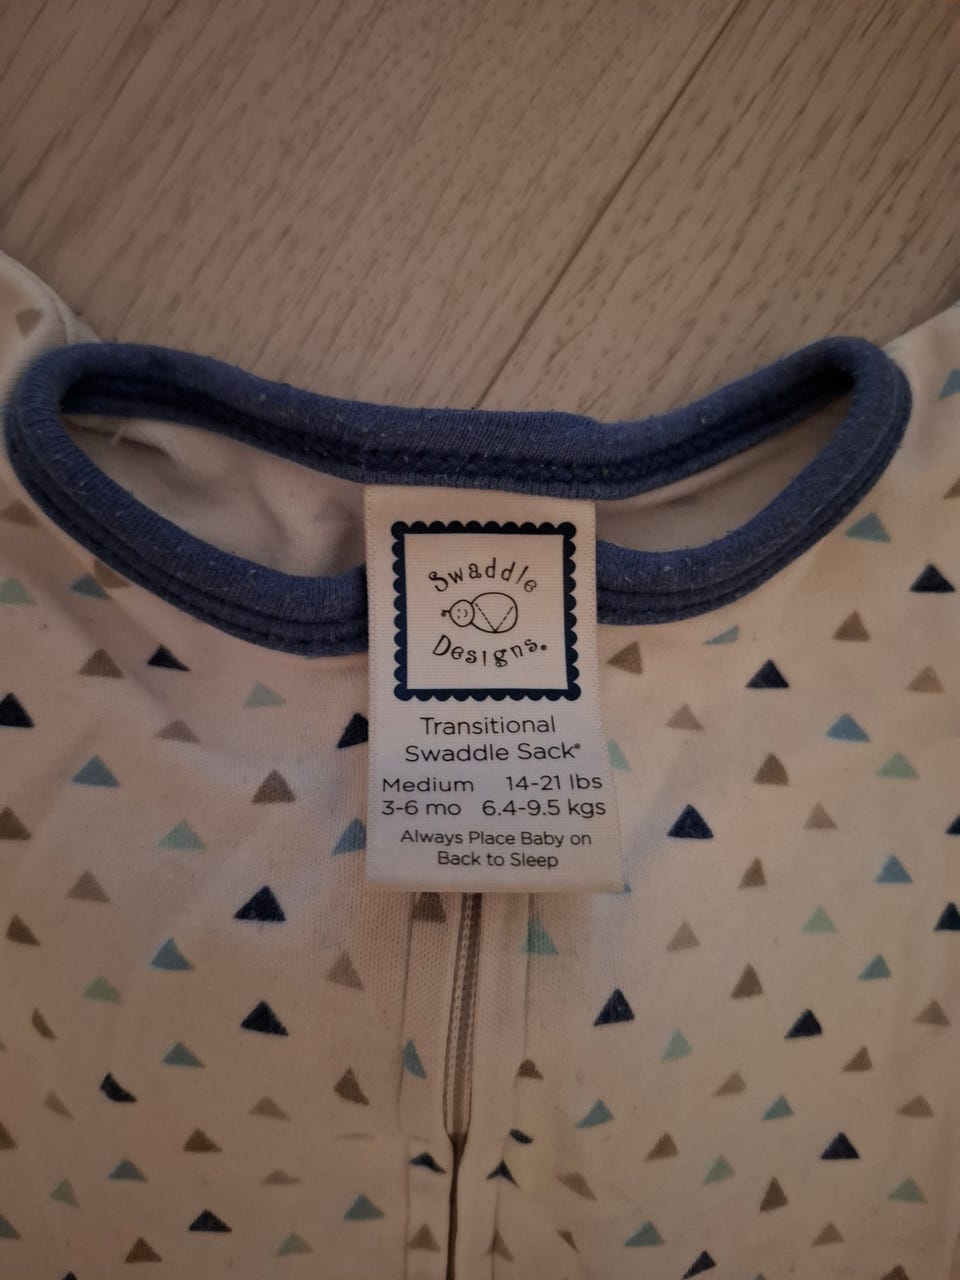 Swaddle
Designs®
Transitional
Swaddle Sack®
Medium 14-21 lbs
3-6 mo 6.4-9.5 kgs
Always Place Baby on
Back to Sleep